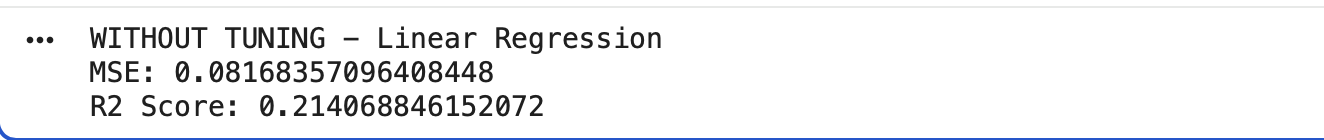 WITHOUT TUNING – Linear Regression
MSE: 0.08168357096408448
R2 Score: 0.214068846152072